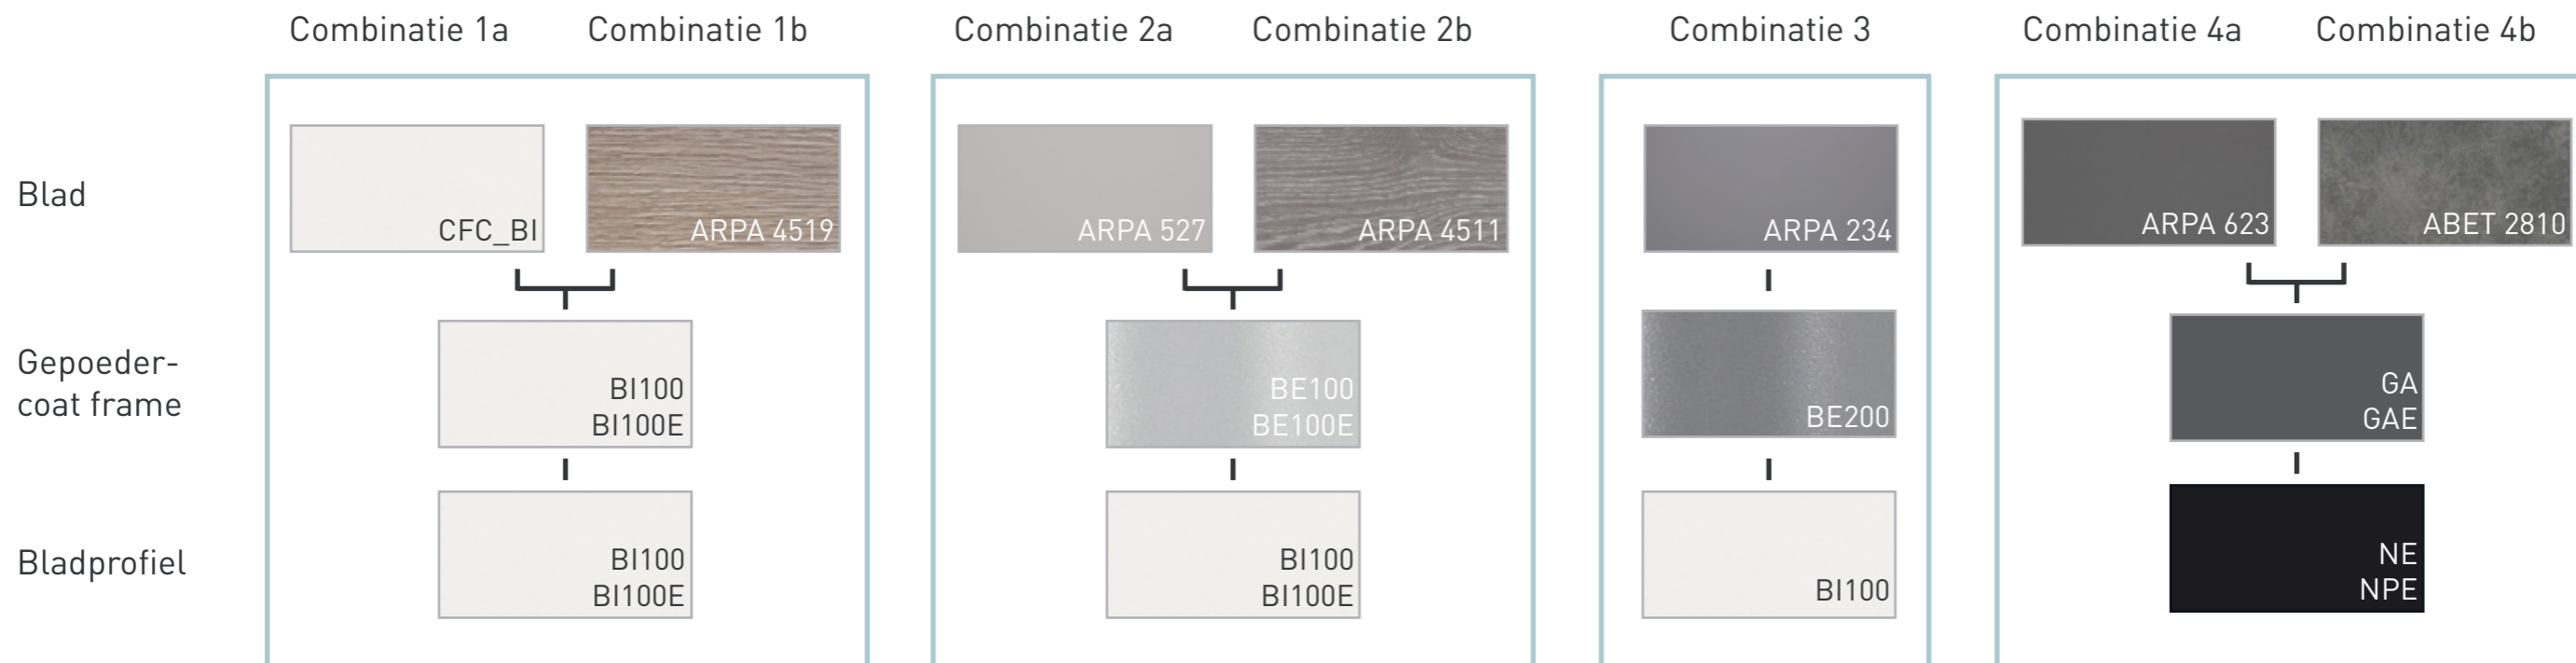 Combinatie 1a
Combinatie 1b
Combinatie 2a
Combinatie 2b
Combinatie 3
Combinatie 4a
Combinatie 4b
Blad
CFC_BI
ARPA 4519
ARPA 527
ARPA 4511
ARPA 234
ARPA 623
ABET 2810
Gepoeder-
coat frame
BI100
BI100E
BE100
BE100E
BE200
GA
GAE
Bladprofiel
BI100
BI100E
BI100
BI100E
BI100
NE
NPE